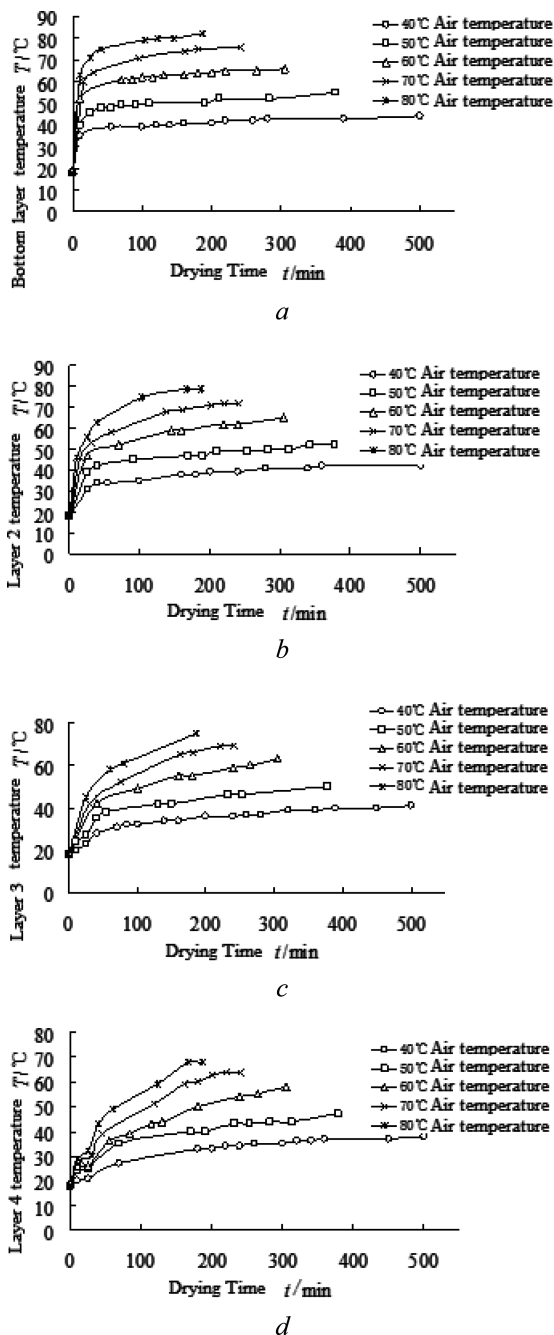 Bottom layer temperature T/℃
90
80
70
60
50
40
30
20
10
0
0 100 200 300 400 500
Drying Time t/min
40℃ Air temperature
50℃ Air temperature
60℃ Air temperature
70℃ Air temperature
80℃ Air temperature
a
Layer 2 temperature T/℃
90
80
70
60
50
40
30
20
10
0
0 100 200 300 400 500
Drying Time t/min
40℃ Air temperature
50℃ Air temperature
60℃ Air temperature
70℃ Air temperature
80℃ Air temperature
b
Layer 3 temperature T/℃
80
60
40
20
0
0 100 200 300 400 500
Drying Time t/min
40℃ Air temperature
50℃ Air temperature
60℃ Air temperature
70℃ Air temperature
80℃ Air temperature
c
Layer 4 temperature T/℃
80
70
60
50
40
30
20
10
0
0 100 200 300 400 500
Drying Time t/min
40℃ Air temperature
50℃ Air temperature
60℃ Air temperature
70℃ Air temperature
80℃ Air temperature
d